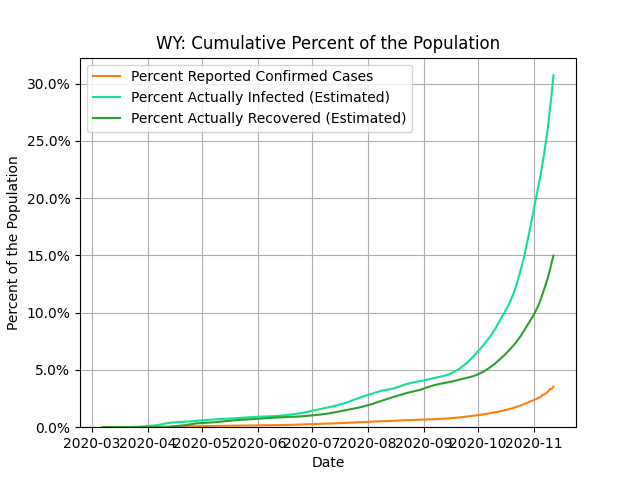 WY: Cumulative Percent of the Population
Percent Reported Confirmed Cases
Percent Actually Infected (Estimated)
Percent Actually Recovered (Estimated)
30.0%
25.0%
20.0%
15.0%
10.0%
5.0%
0.0%
Percent of the Population
2020-03 2020-04 2020-05 2020-06 2020-07 2020-08 2020-09 2020-10 2020-11
Date